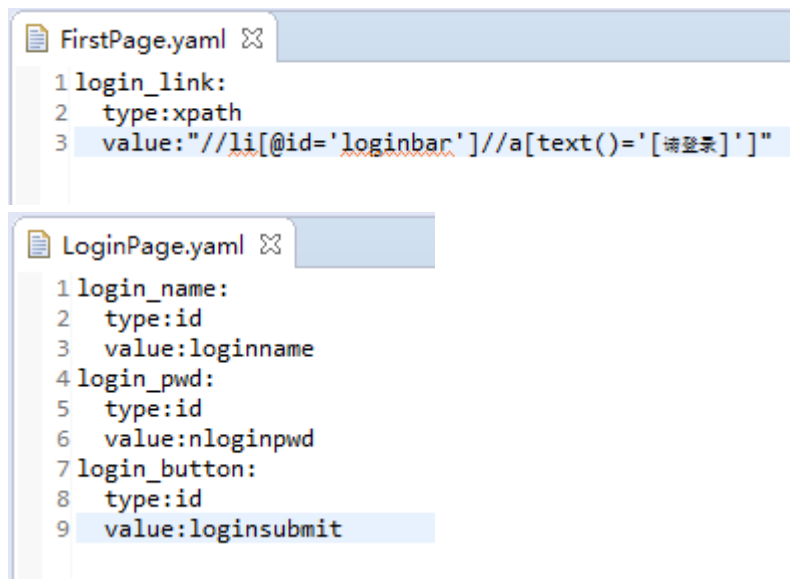 FirstPage.yaml
1 login_link:
2   type:xpath
3   value:"//li[@id='loginbar']//a[text()='[请登录]']"
LoginPage.yaml
1 login_name:
2   type:id
3   value:loginname
4 login_pwd:
5   type:id
6   value:nloginpwd
7 login_button:
8   type:id
9   value:loginsubmit